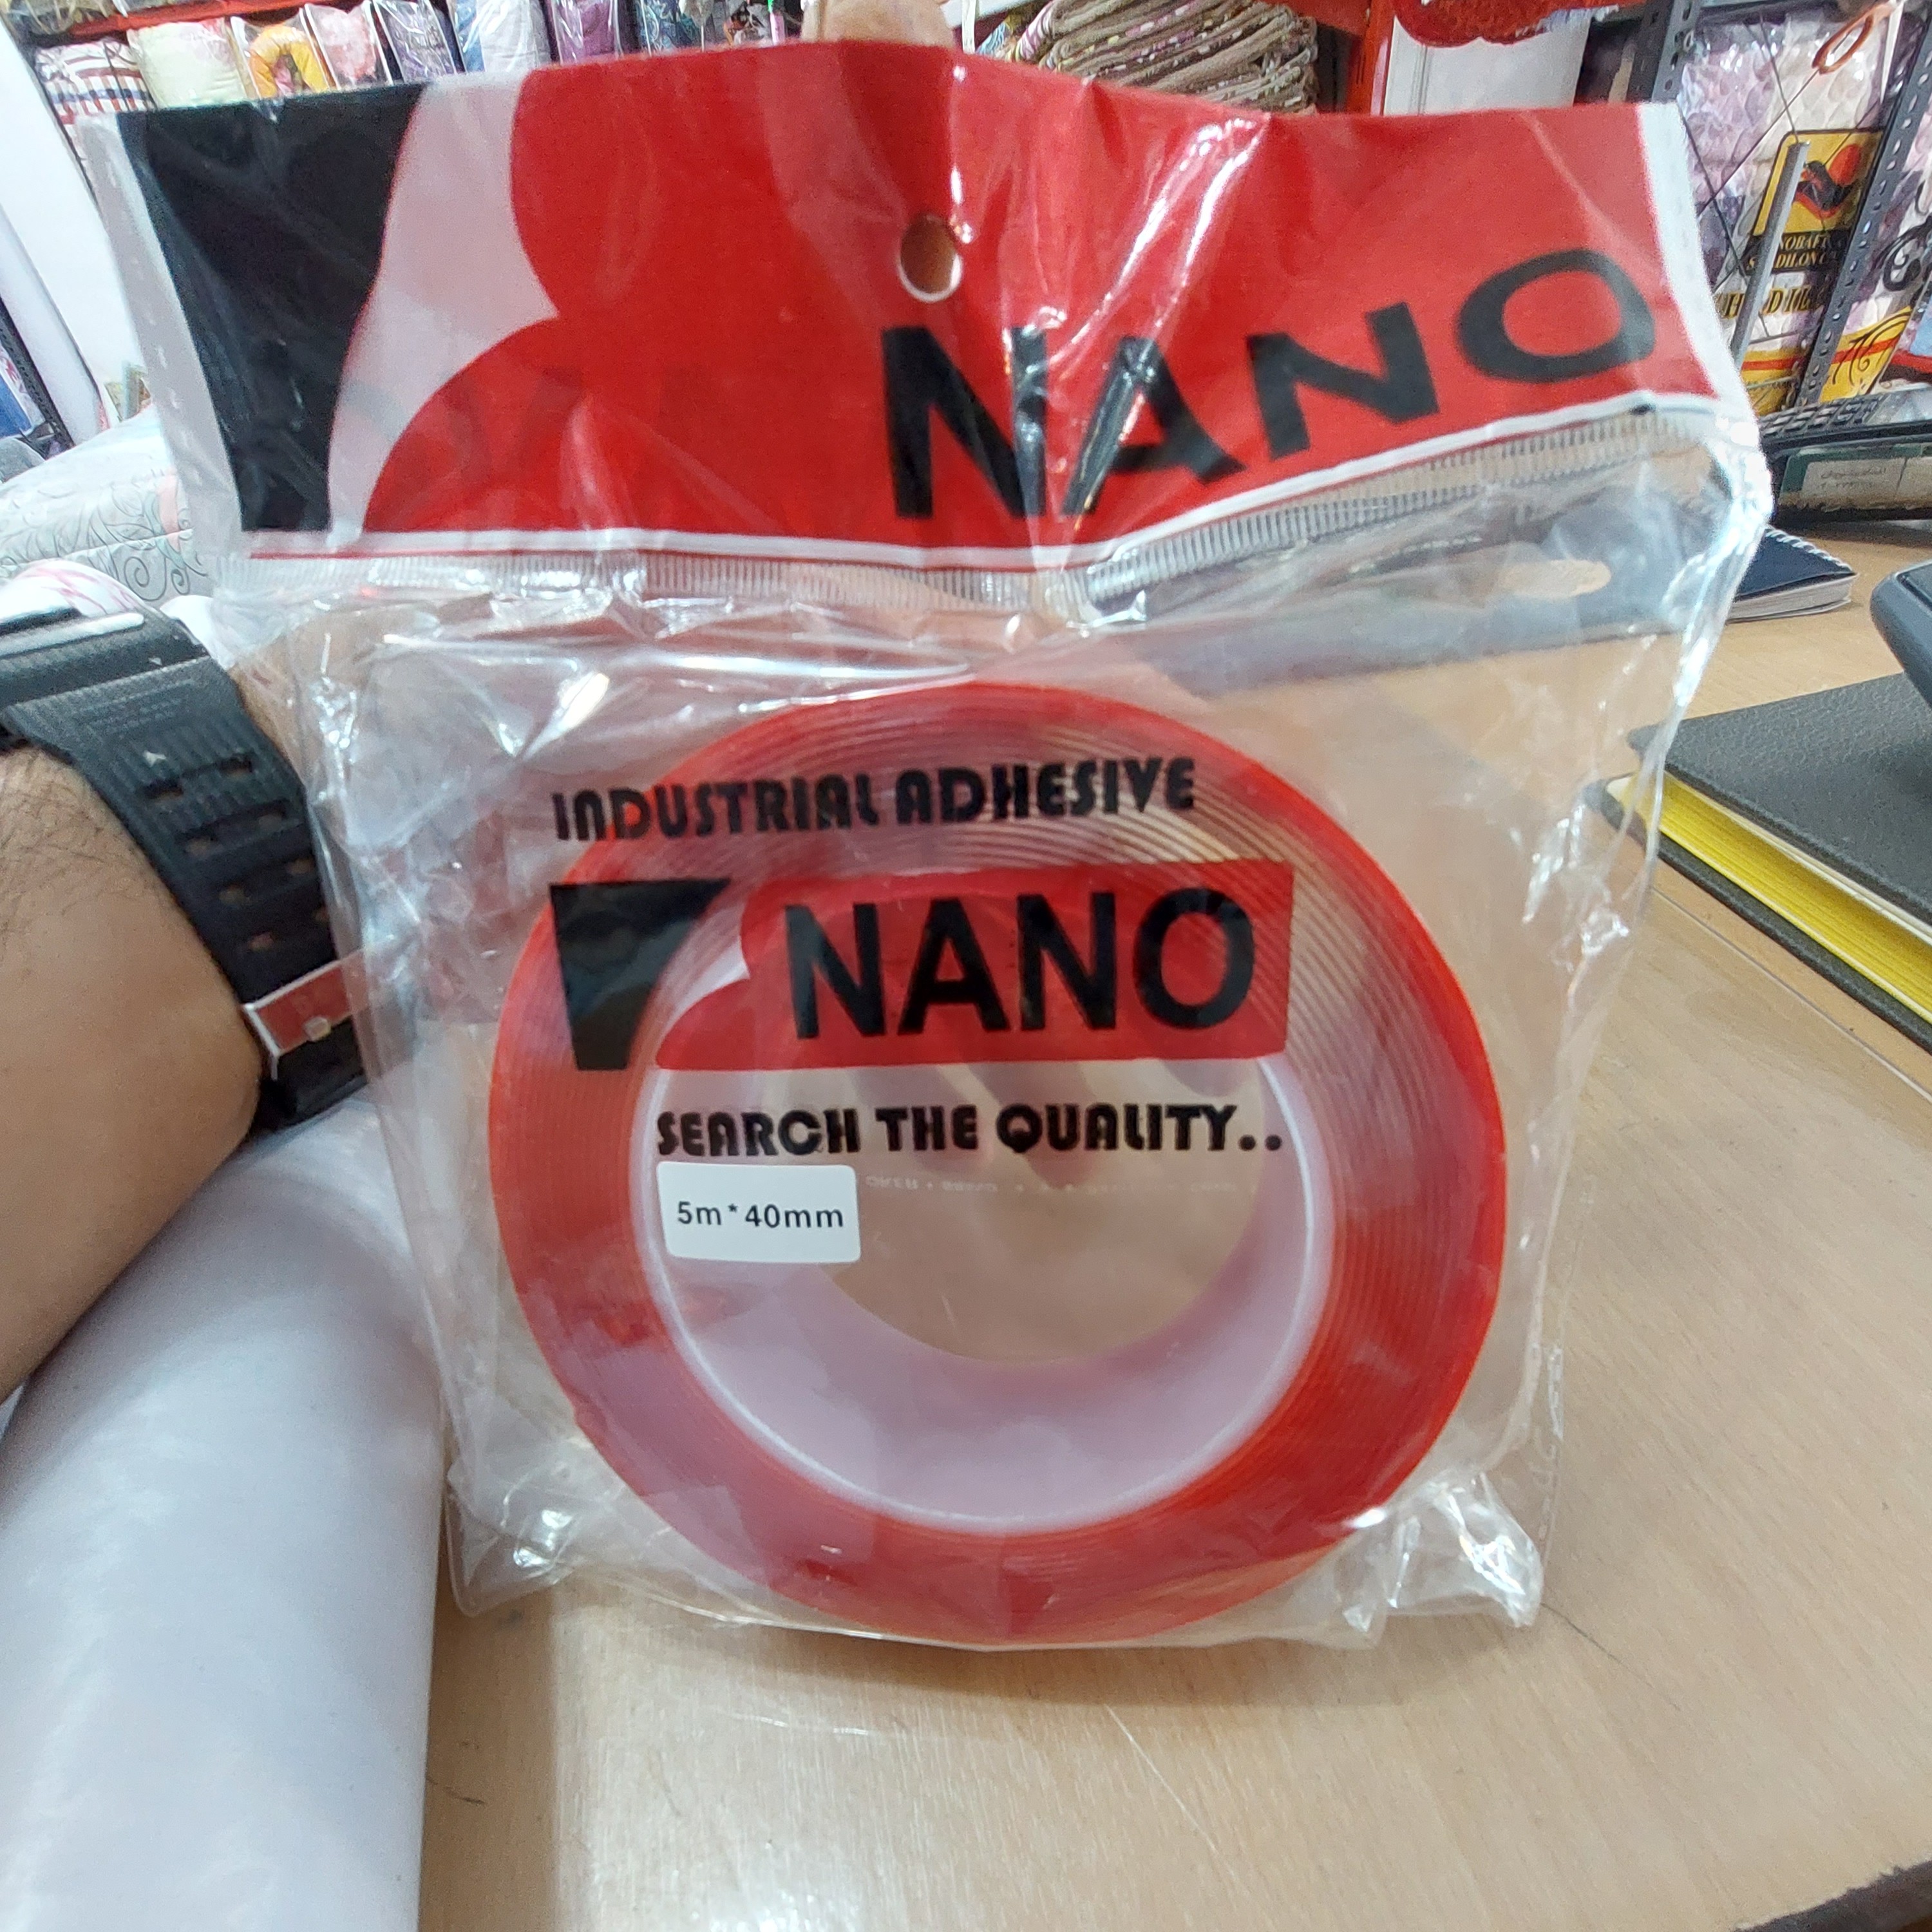 NANO
INDUSTRIAL ADHESIVE
NANO
SEARCH THE QUALITY..
5m*40mm